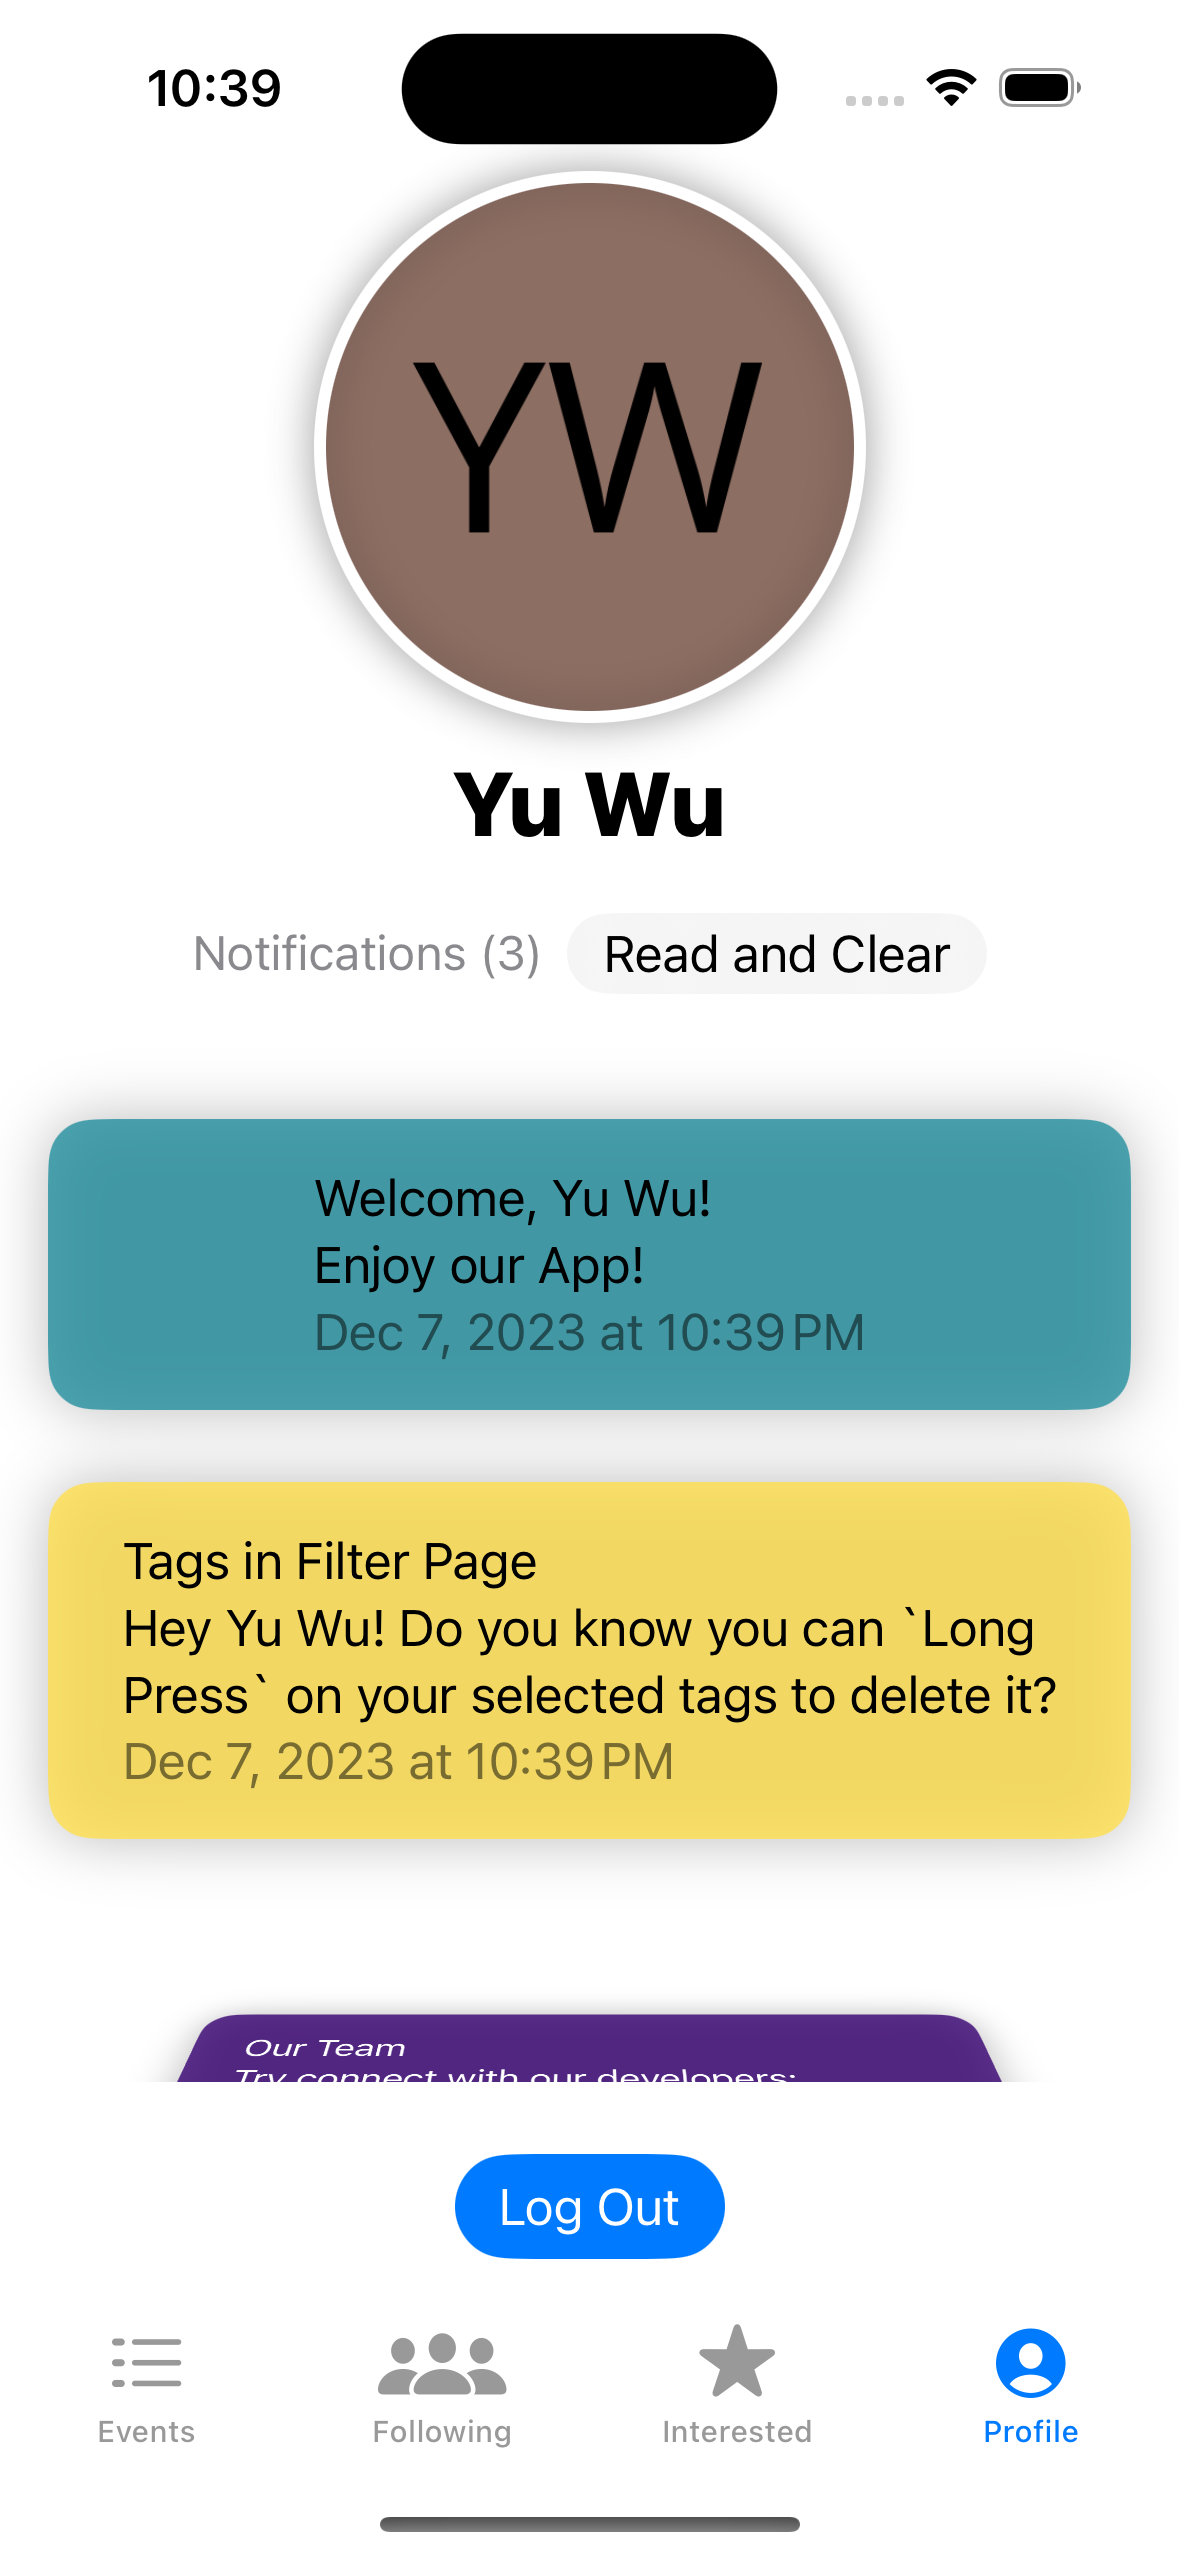 10:39
YW
Yu Wu
Notifications (3) Read and Clear
Welcome, Yu Wu!
Enjoy our App!
Dec 7, 2023 at 10:39 PM
Tags in Filter Page
Hey Yu Wu! Do you know you can `Long
Press` on your selected tags to delete it?
Dec 7, 2023 at 10:39 PM
Our Team
Try connect with our developers:
Log Out
Events Following Interested Profile